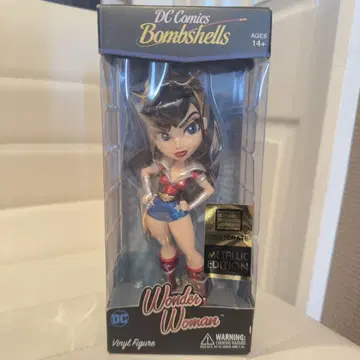 DC Comics
Bombshells
AGES
14+
METALLIC
EDITION
Wonder
Woman
DC
Vinyl Figure
WARNING: